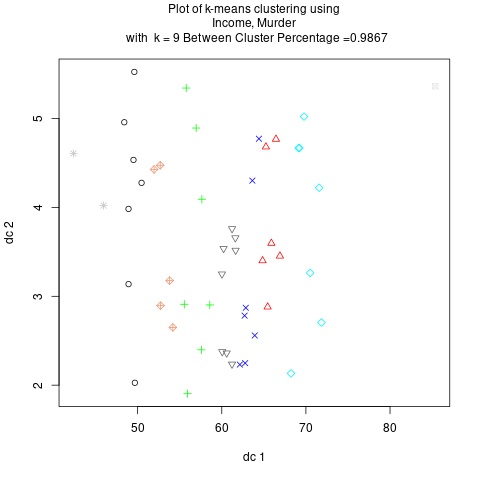 Plot of k-means clustering using
Income, Murder
with k = 9 Between Cluster Percentage =0.9867
dc 2
5
4
3
2
50 60 70 80
dc 1